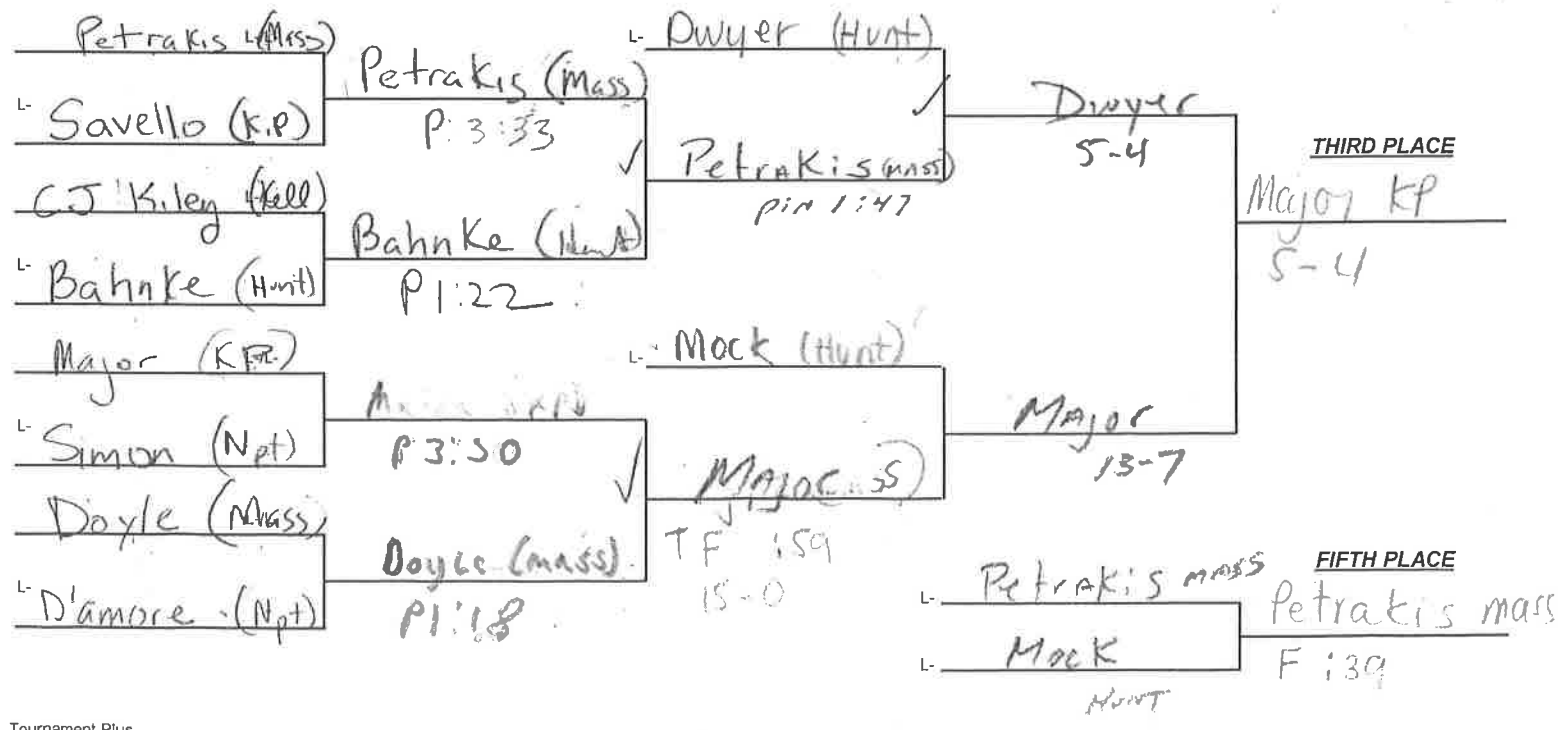 Petrakis L-(Mass)
L- Savello (K.P)
CJ Kiley (Kell)
L- Bahnke (Hunt)
Major (KP.)
L- Simon (Npt)
Doyle (Mass)
L- D'amore (Npt)
Petrakis (Mass)
P: 3:33
Bahnke (Hunt)
P 1:22
P 3:50
Doyle (mass)
P1:18
L- Dwyer (Hunt)
Petrakis (mass)
pin 1:47
L- Mock (Hunt)
Major
TF :59
15-0
Dwyer
5-4
Major
13-7
THIRD PLACE
Major KP
5-4
L- Petrakis mass
L- Mock
Hunt
FIFTH PLACE
Petrakis mass
F :39
Tournament Plus